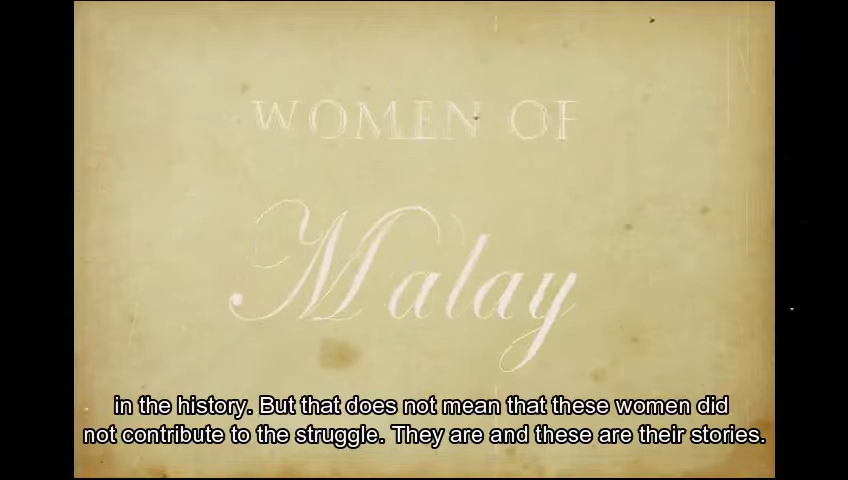 WOMEN OF
Malay
in the history. But that does not mean that these women did
not contribute to the struggle. They are and these are their stories.